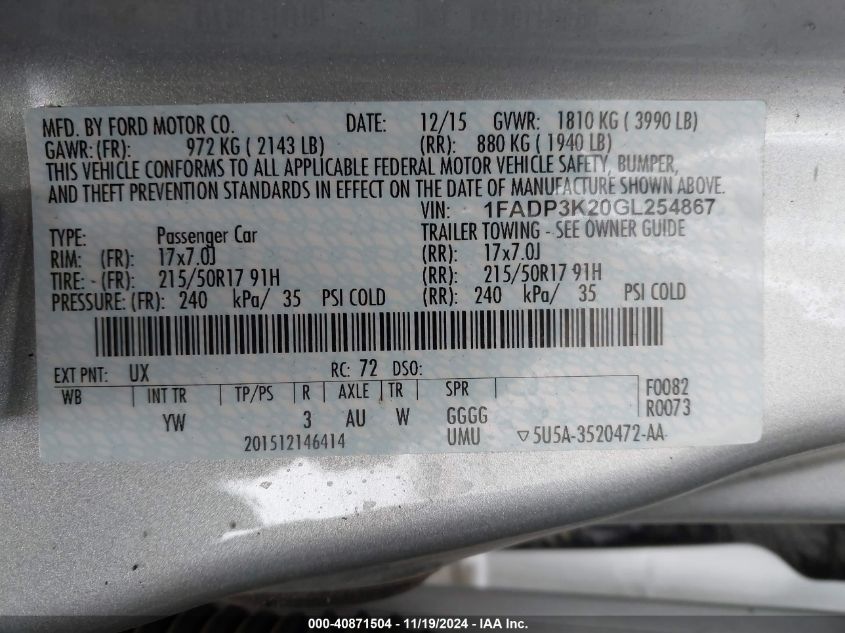 MFD. BY FORD MOTOR CO. DATE: 12/15 GVWR: 1810 KG ( 3990 LB)
GAWR: (FR): 972 KG ( 2143 LB) (RR): 880 KG ( 1940 LB)
THIS VEHICLE CONFORMS TO ALL APPLICABLE FEDERAL MOTOR VEHICLE SAFETY, BUMPER,
AND THEFT PREVENTION STANDARDS IN EFFECT ON THE DATE OF MANUFACTURE SHOWN ABOVE.
VIN: 1FADP3K20GL254867
TYPE: Passenger Car TRAILER TOWING - SEE OWNER GUIDE
RIM: (FR): 17x7.0J (RR): 17x7.0J
TIRE: - (FR): 215/50R17 91H (RR): 215/50R17 91H
PRESSURE: (FR): 240 kPa/ 35 PSI COLD (RR): 240 kPa/ 35 PSI COLD
EXT PNT: UX RC: 72 DSO:
WB INT TR TP/PS R AXLE TR SPR F0082
YW 3 AU W GGGG R0073
201512146414 UMU ▽5U5A-3520472-AA
000-40871504 - 11/19/2024 - IAA Inc.